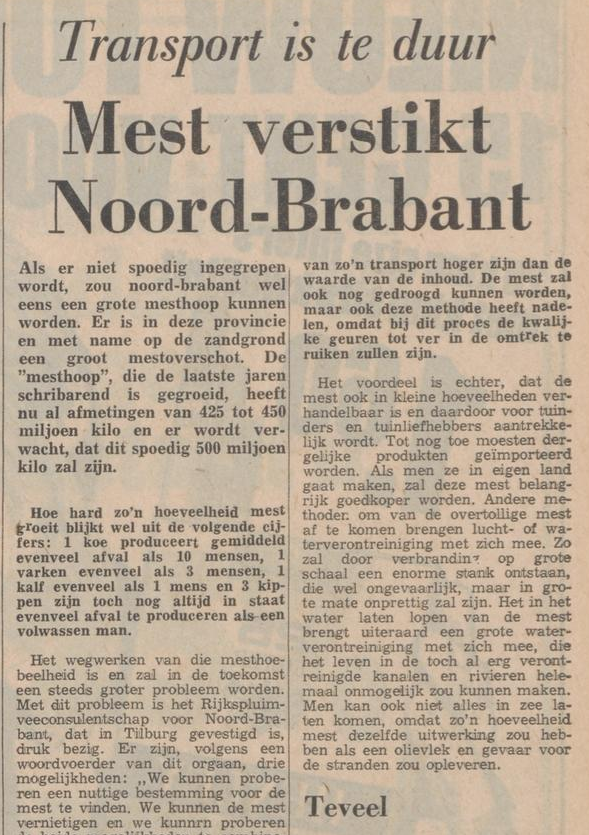 Transport is te duur
Mest verstikt
Noord-Brabant
Als er niet spoedig ingegrepen
wordt, zou noord-brabant wel
eens een grote mesthoop kunnen
worden. Er is in deze provincie
en met name op de zandgrond
een groot mestoverschot. De
”mesthoop”, die de laatste jaren
schribarend is gegroeid, heeft
nu al afmetingen van 425 tot 450
miljoen kilo en er wordt ver-
wacht, dat dit spoedig 500 miljoen
kilo zal zijn.
Hoe hard zo'n hoeveelheid mest
groeit blijkt wel uit de volgende cij-
fers: 1 koe produceert gemiddeld
evenveel afval als 10 mensen, 1
varken evenveel als 3 mensen, 1
kalf evenveel als 1 mens en 3 kip-
pen zijn toch nog altijd in staat
evenveel afval te produceren als een
volwassen man.
Het wegwerken van die mesthoe-
beelheid is en zal in de toekomst
een steeds groter probleem worden.
Met dit probleem is het Rijkspluim-
veeconsulentschap voor Noord-Bra-
bant, dat in Tilburg gevestigd is,
druk bezig. Er zijn, volgens een
woordvoerder van dit orgaan, drie
mogelijkheden: „We kunnen probe-
ren een nuttige bestemming voor de
mest te vinden. We kunnen de mest
vernietigen en we kunnrn proberen
van zo'n transport hoger zijn dan de
waarde van de inhoud. De mest zal
ook nog gedroogd kunnen worden,
maar ook deze methode heeft nade-
len, omdat bij dit proces de kwalij-
ke geuren tot ver in de omtrek te
ruiken zullen zijn.
Het voordeel is echter, dat de
mest ook in kleine hoeveelheden ver-
handelbaar is en daardoor voor tuin-
ders en tuinliefhebbers aantrekke-
lijk wordt. Tot nog toe moesten der-
gelijke produkten geïmporteerd
worden. Als men ze in eigen land
gaat maken, zal deze mest belang-
rijk goedkoper worden. Andere me-
thoden om van de overtollige mest
af te komen brengen lucht- of wa-
terverontreiniging met zich mee. Zo
zal door verbranding op grote
schaal een enorme stank ontstaan,
die wel ongevaarlijk, maar in gro-
te mate onprettig zal zijn. Het in het
water laten lopen van de mest
brengt uiteraard een grote water-
verontreiniging met zich mee, die
het leven in de toch al erg veront-
reinigde kanalen en rivieren hele-
maal onmogelijk zou kunnen maken.
Men kan ook niet alles in zee la-
ten komen, omdat zo'n hoeveelheid
mest dezelfde uitwerking zou heb-
ben als een olievlek en gevaar voor
de stranden zou opleveren.
Teveel